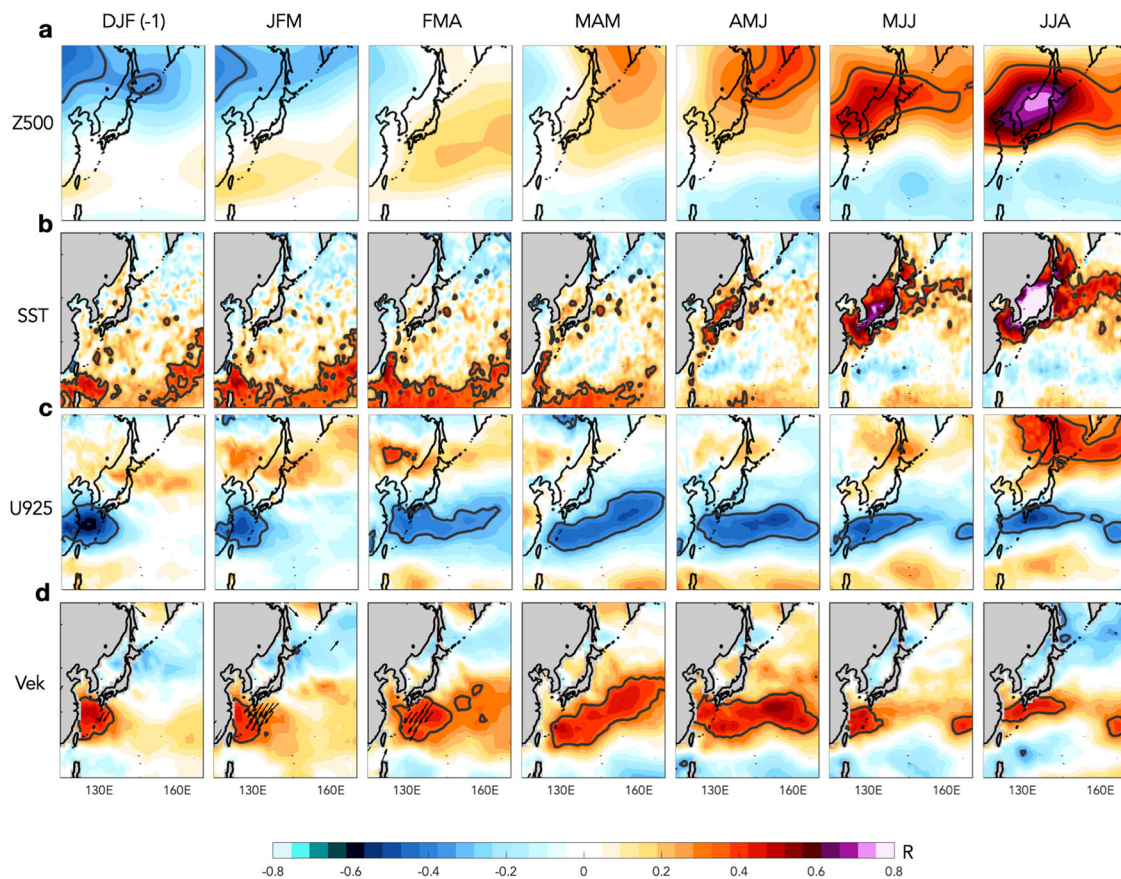 DJF (-1) JFM FMA MAM AMJ MJJ JJA
a
Z500
b
SST
c
U925
d
Vek
130E 160E 130E 160E 130E 160E 130E 160E 130E 160E 130E 160E 130E 160E
-0.8 -0.6 -0.4 -0.2 0 0.2 0.4 0.6 0.8 R